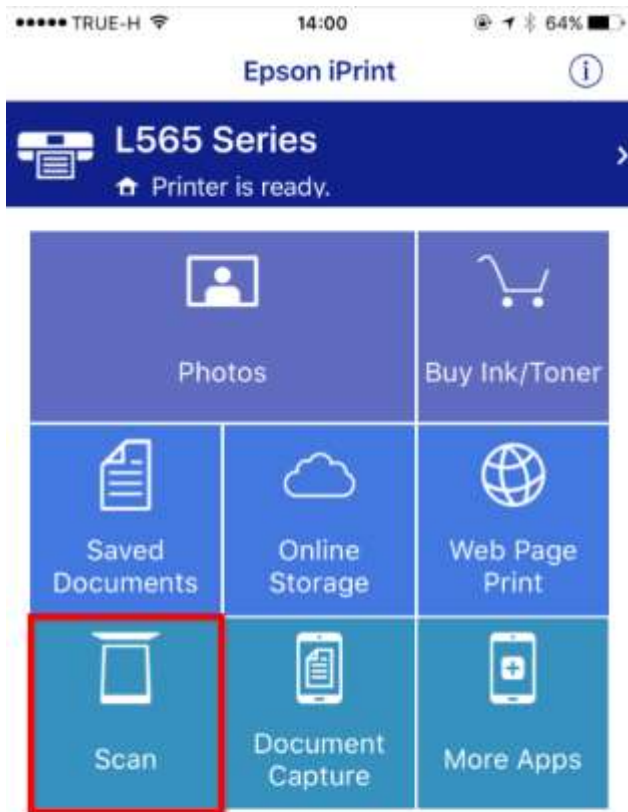 TRUE-H 14:00 64%
Epson iPrint
L565 Series
Printer is ready.
Photos
Buy Ink/Toner
Saved
Documents
Online
Storage
Web Page
Print
Scan
Document
Capture
More Apps